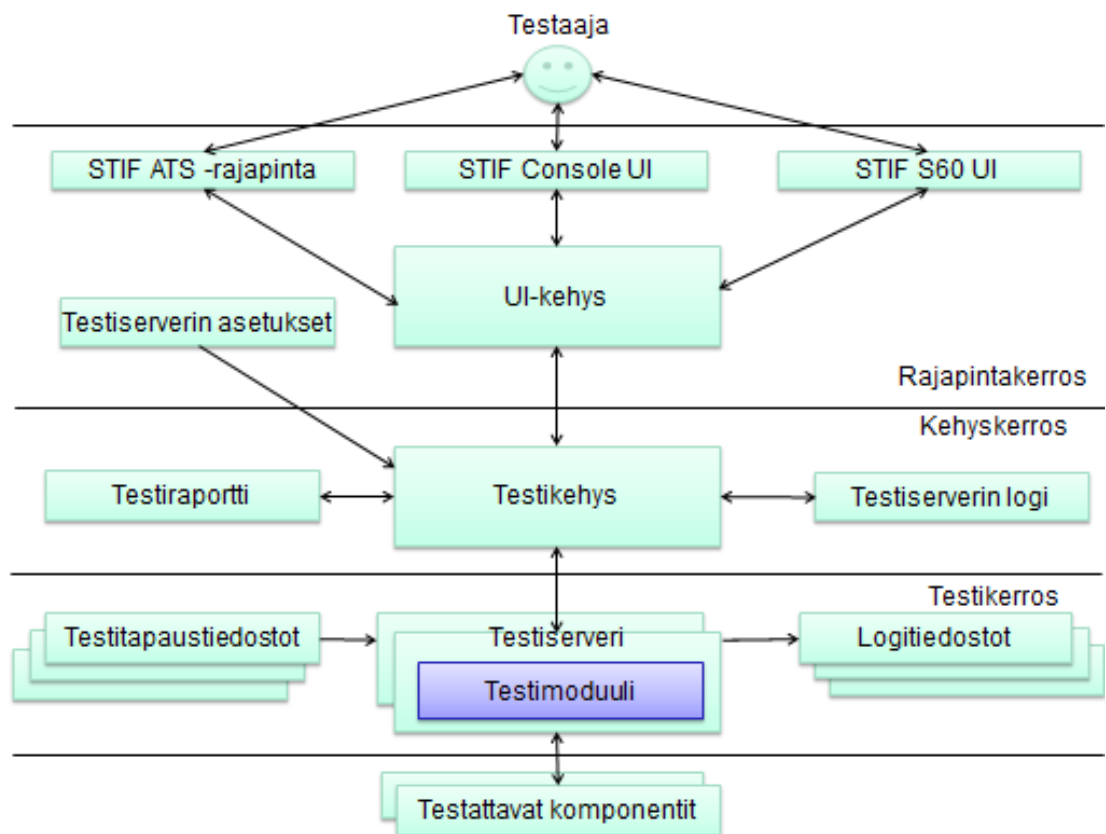 Testaaja
STIF ATS -rajapinta
STIF Console UI
STIF S60 UI
UI-kehys
Testiserverin asetukset
Rajapintakerros
Kehyskerros
Testiraportti
Testikehys
Testiserverin logi
Testikerros
Testitapaustiedostot
Testiserveri
Logitiedostot
Testimoduuli
Testattavat komponentit